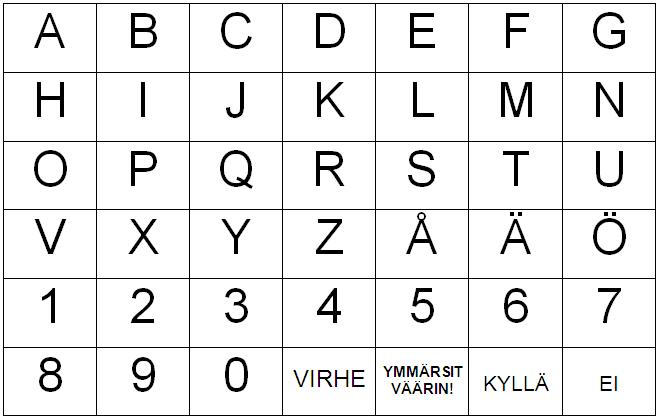 A B C D E F G
H I J K L M N
O P Q R S T U
V X Y Z Å Ä Ö
1 2 3 4 5 6 7
8 9 0 VIRHE YMMÄRSIT VÄÄRIN! KYLLÄ EI